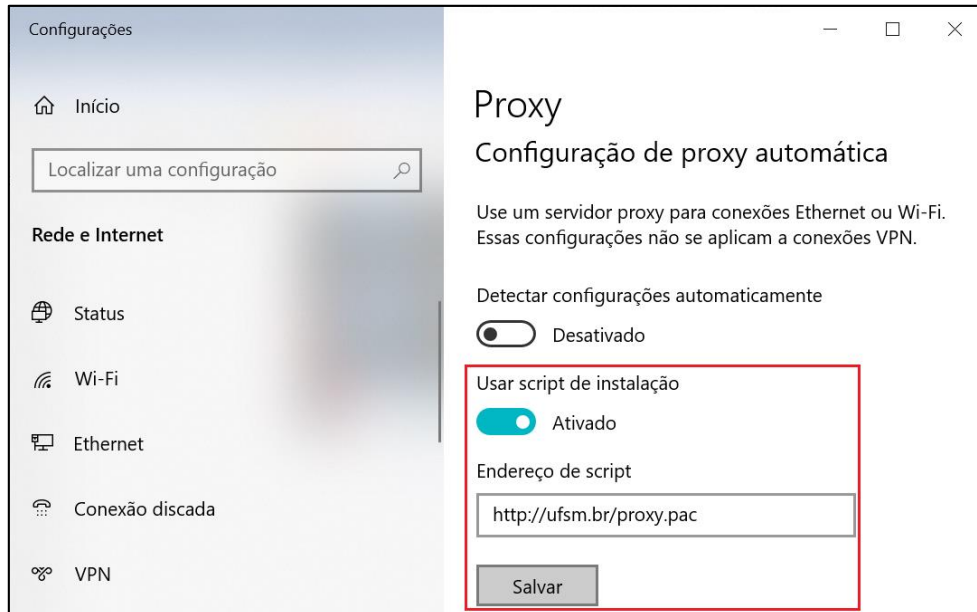 Configurações
Início
Localizar uma configuração
Rede e Internet
Status
Wi-Fi
Ethernet
Conexão discada
VPN
Proxy
Configuração de proxy automática
Use um servidor proxy para conexões Ethernet ou Wi-Fi.
Essas configurações não se aplicam a conexões VPN.
Detectar configurações automaticamente
Desativado
Usar script de instalação
Ativado
Endereço de script
http://ufsm.br/proxy.pac
Salvar